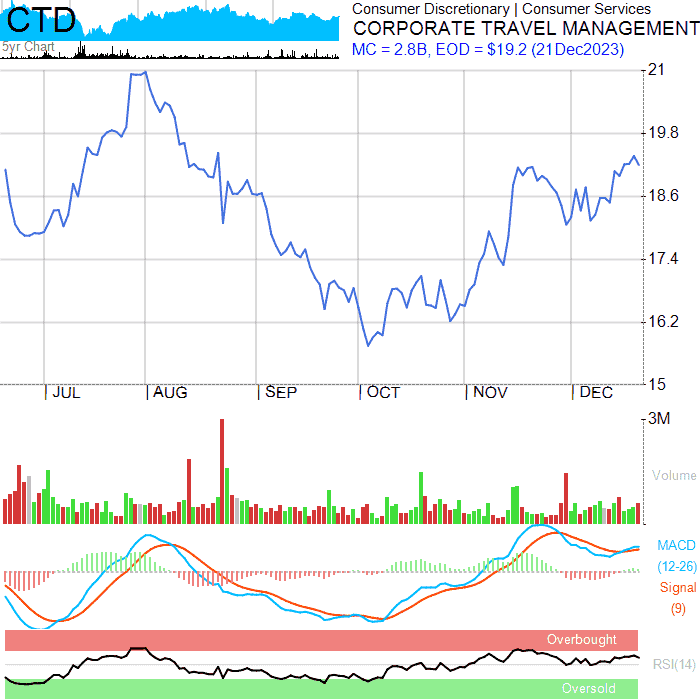 CTD
5yr Chart
Consumer Discretionary | Consumer Services
CORPORATE TRAVEL MANAGEMENT
MC = 2.8B, EOD = $19.2 (21Dec2023)
21
19.8
18.6
17.4
16.2
15
JUL AUG SEP OCT NOV DEC
3M
Volume
MACD
(12-26)
Signal
(9)
Overbought
RSI(14)
Oversold